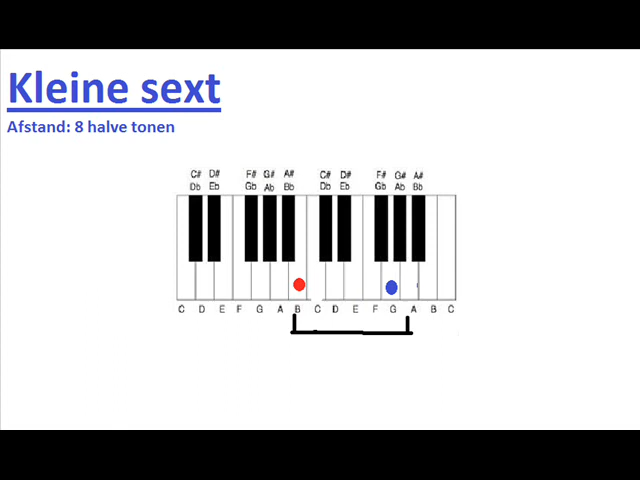 Kleine sext
Afstand: 8 halve tonen
C# D# F# G# A# C# D# F# G# A#
Db Eb Gb Ab Bb Db Eb Gb Ab Bb
C D E F G A B C D E F G A B C